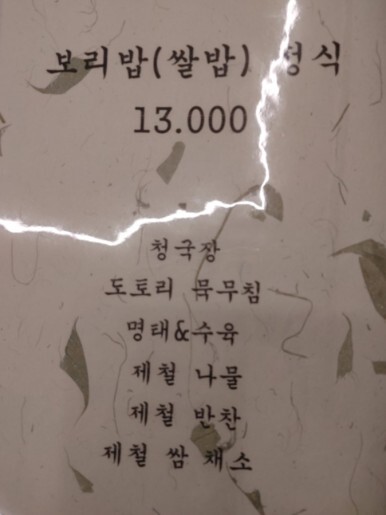 보리밥(쌀밥) 정식
13.000
청국장
도토리 묵무침
명태&수육
제철 나물
제철 반찬
제철 쌈 채소